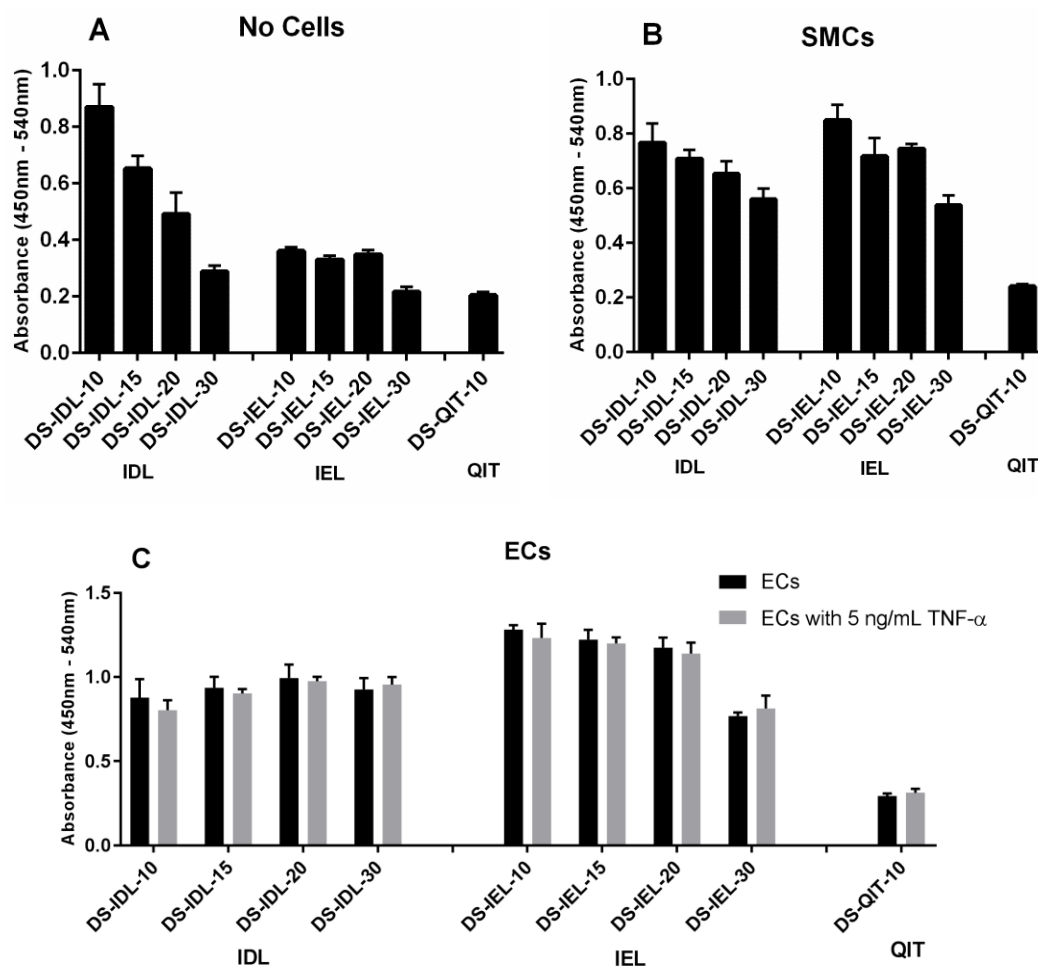 A
No Cells
Absorbance (450nm - 540nm)
1.0
0.8
0.6
0.4
0.2
0.0
DS-IDL-10
DS-IDL-15
DS-IDL-20
DS-IDL-30
DS-IEL-10
DS-IEL-15
DS-IEL-20
DS-IEL-30
DS-QIT-10
IDL
IEL
QIT
B
SMCs
Absorbance (450nm - 540nm)
1.0
0.8
0.6
0.4
0.2
0.0
DS-IDL-10
DS-IDL-15
DS-IDL-20
DS-IDL-30
DS-IEL-10
DS-IEL-15
DS-IEL-20
DS-IEL-30
DS-QIT-10
IDL
IEL
QIT
C
ECs
ECs
ECs with 5 ng/mL TNF-α
Absorbance (450nm - 540nm)
1.5
1.0
0.5
0.0
DS-IDL-10
DS-IDL-15
DS-IDL-20
DS-IDL-30
DS-IEL-10
DS-IEL-15
DS-IEL-20
DS-IEL-30
DS-QIT-10
IDL
IEL
QIT